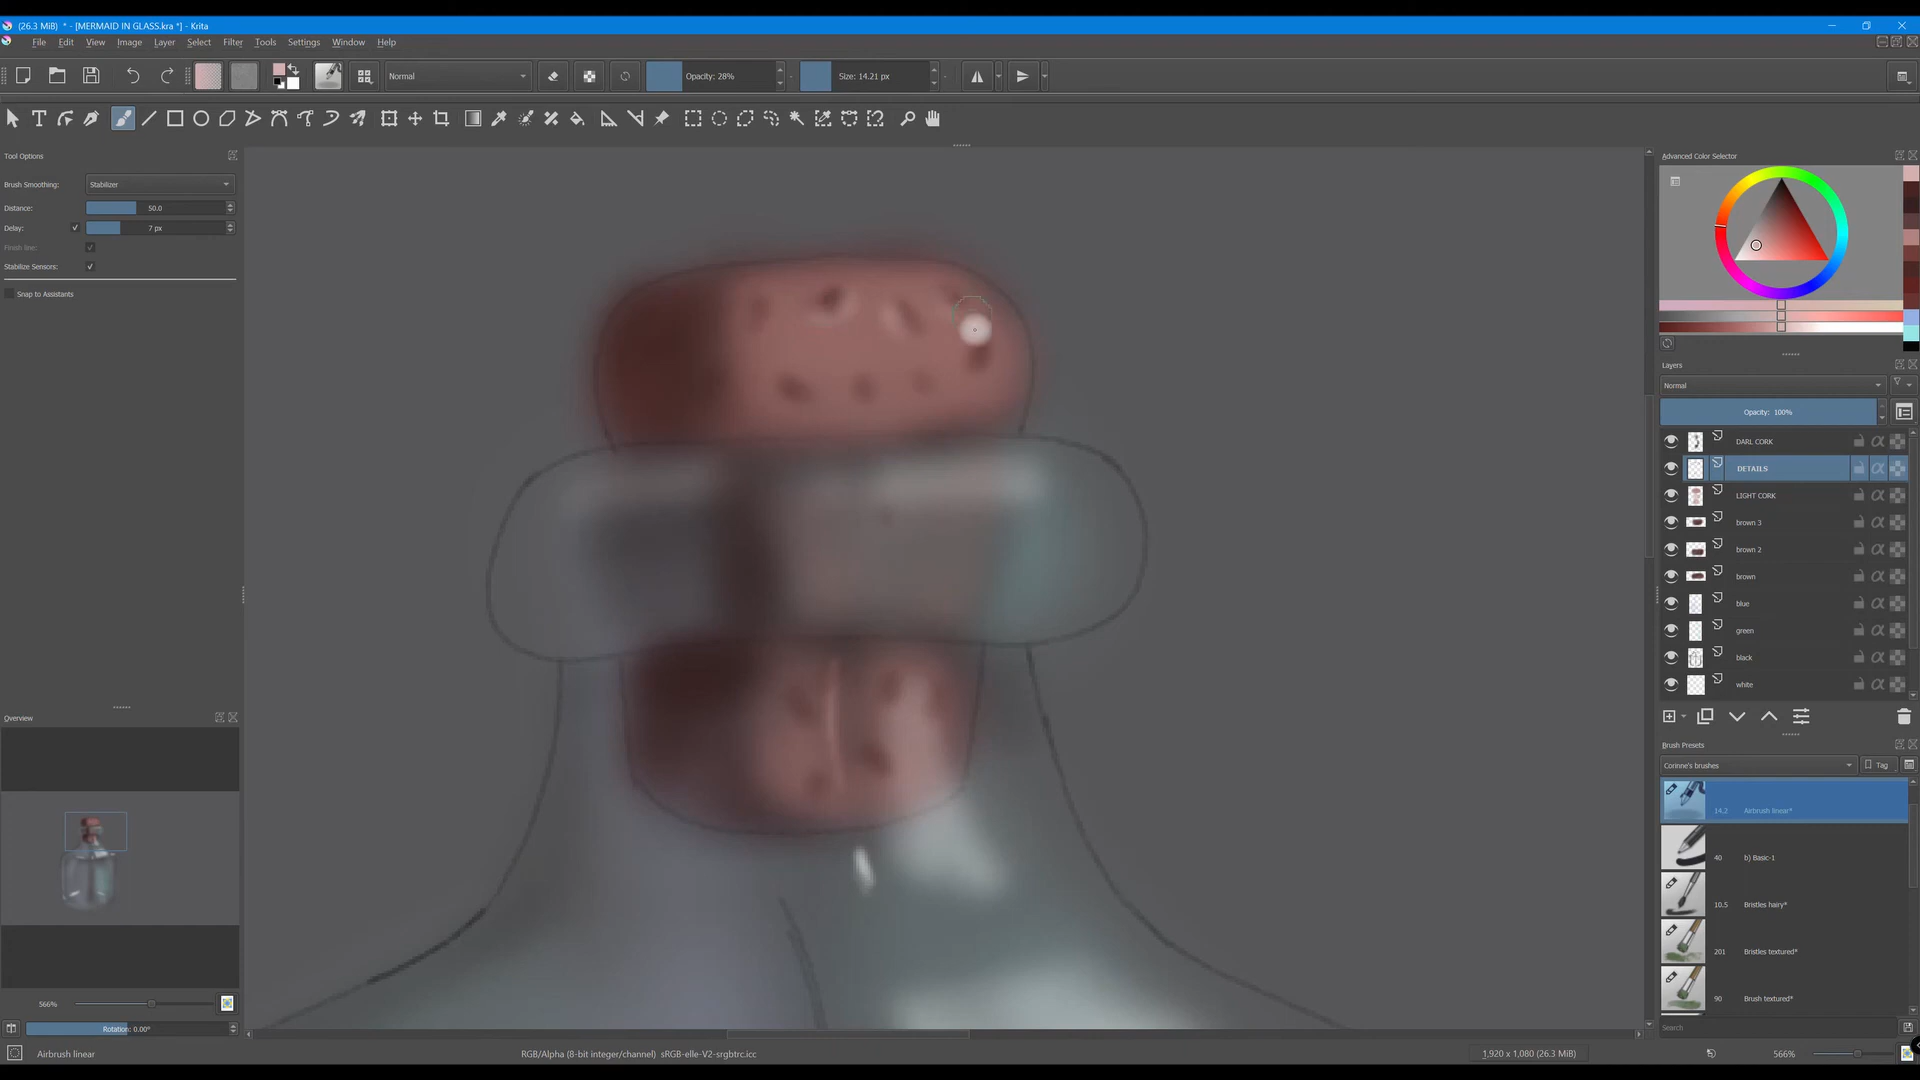 (26.3 MiB)  * - [MERMAID IN GLASS.kra *] - Krita
File Edit View Image Layer Select Filter Tools Settings Window Help
Normal Opacity: 28% Size: 14.21 px
Tool Options
Brush Smoothing: Stabilizer
Distance: 50.0
Delay: 7 px
Finish line:
Stabilize Sensors:
Snap to Assistants
Overview
566%
Rotation: 0.00°
Airbrush linear
RGB/Alpha (8-bit integer/channel)  sRGB-elle-V2-srgbtrc.icc
1,920 x 1,080 (26.3 MiB)
566%
Advanced Color Selector
Layers
Normal
Opacity: 100%
DARL CORK
DETAILS
LIGHT CORK
brown 3
brown 2
brown
blue
green
black
white
Brush Presets
Corinne's brushes Tag
14.2 Airbrush linear*
40 b) Basic-1
10.5 Bristles hairy*
201 Bristles textured*
90 Brush textured*
Search